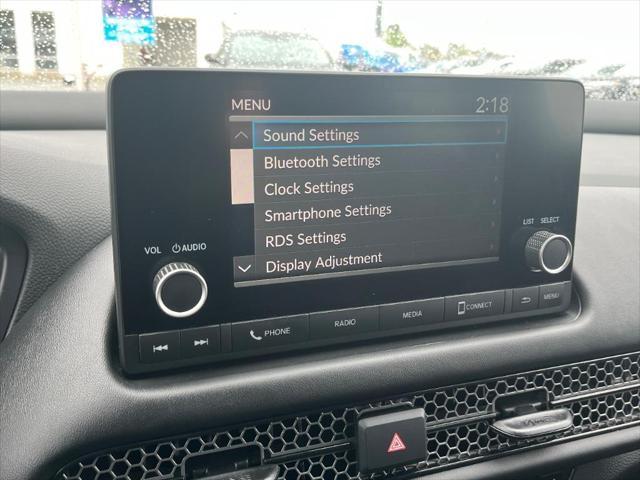 MENU 2:18
Sound Settings
Bluetooth Settings
Clock Settings
Smartphone Settings
RDS Settings
Display Adjustment
VOL AUDIO
LIST SELECT
PHONE RADIO MEDIA CONNECT MENU